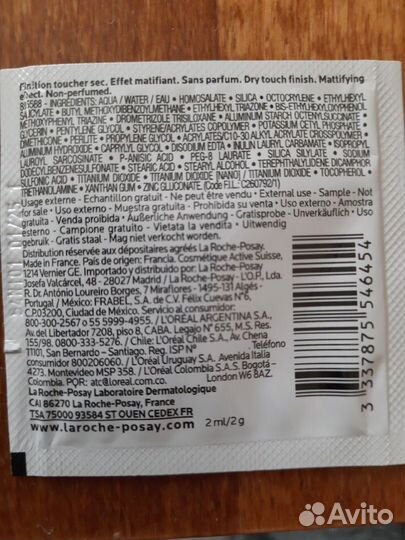 Finition toucher sec. Effet matifiant. Sans parfum. Dry touch finish. Mattifying
effect. Non-perfumed.
INGRÉDIENTS: AQUA / WATER / EAU • HOMOSALATE • SILICA • OCTOCRYLENE • ETHYLHEXYL
SALICYLATE • BUTYL METHOXYDIBENZOYLMETHANE • ETHYLHEXYL TRIAZONE • BIS-ETHYLHEXYLOXYPHENOL
METHOXYPHENYL TRIAZINE • DROMETRIZOLE TRISILOXANE • ALUMINUM STARCH OCTENYLSUCCINATE •
GLYCERIN • PENTYLENE GLYCOL • STYRENE/ACRYLATES COPOLYMER • POTASSIUM CETYL PHOSPHATE •
DIMETHICONE • PERLITE • PROPYLENE GLYCOL • ACRYLATES/C10-30 ALKYL ACRYLATE CROSSPOLYMER •
ALUMINUM HYDROXIDE • CAPRYLYL GLYCOL • DISODIUM EDTA • INULIN LAURYL CARBAMATE • ISOPROPYL
LAUROYL SARCOSINATE • P-ANISIC ACID • PEG-8 LAURATE • SILICA SILYLATE • SODIUM
DODECYLBENZENESULFONATE • STEARIC ACID • STEARYL ALCOHOL • TEREPHTHALYLIDENE DICAMPHOR
SULFONIC ACID • TITANIUM DIOXIDE • TITANIUM DIOXIDE [NANO] / TITANIUM DIOXIDE • TOCOPHEROL •
TRIETHANOLAMINE • XANTHAN GUM • ZINC GLUCONATE. (Code F.I.L.: C260792/1)
Usage externe - Échantillon gratuit - Ne peut être vendu - External use - Sample - Not
for sale - Uso externo - Muestra gratuita - Prohibida su venta - Uso externo - Amostra
gratuita - Venda proibida - Äußerliche Anwendung - Gratisprobe - Unverkäuflich - Uso
esterno - Campione gratuito - Vietata la vendita - Uitwendig
gebruik - Gratis staal - Mag niet verkocht worden.
Distribution réservée aux dépositaires agréés La Roche-Posay.
Made in France. País de origen: Francia. Cosmétique Active Suisse,
1214 Vernier GE. Importado y distribuido por: La Roche-Posay -
Josefa Valcárcel, 48 - 28027 Madrid / La Roche-Posay - L'O.P., Lda.
R. Dr. António Loureiro Borges, 7 Miraflores - 1495-131 Algés -
Portugal / México: FRABEL, S.A. de C.V. Félix Cuevas N°6,
C.P.03200, Ciudad de México. Servicio al consumidor:
800-300-2567 o 55 5999-4955. / L'ORÉAL ARGENTINA S.A.,
Av. del Libertador 7208, piso 8, CABA. Legajo N° 655, M.S. Res.
155/98. 0800-333-5276. / Chile: L'Oréal Chile S.A., Av. Chena
11101, San Bernardo - Santiago. Reg. ISP N° Teléfono
consumidor 800206060. / L'Oréal Uruguay S.A. Avenida Italia
4273. Montevideo MSP 358. / L'Oréal Colombia S.A.S. Bogotá –
Colombia. PQR: atc@loreal.com.co London W6 8AZ.
La Roche-Posay Laboratoire Dermatologique
CAI 86270 La Roche-Posay, France
TSA 75000 93584 ST OUEN CEDEX FR
www.laroche-posay.com 2 ml/2 g
3 337875 546454
Avito